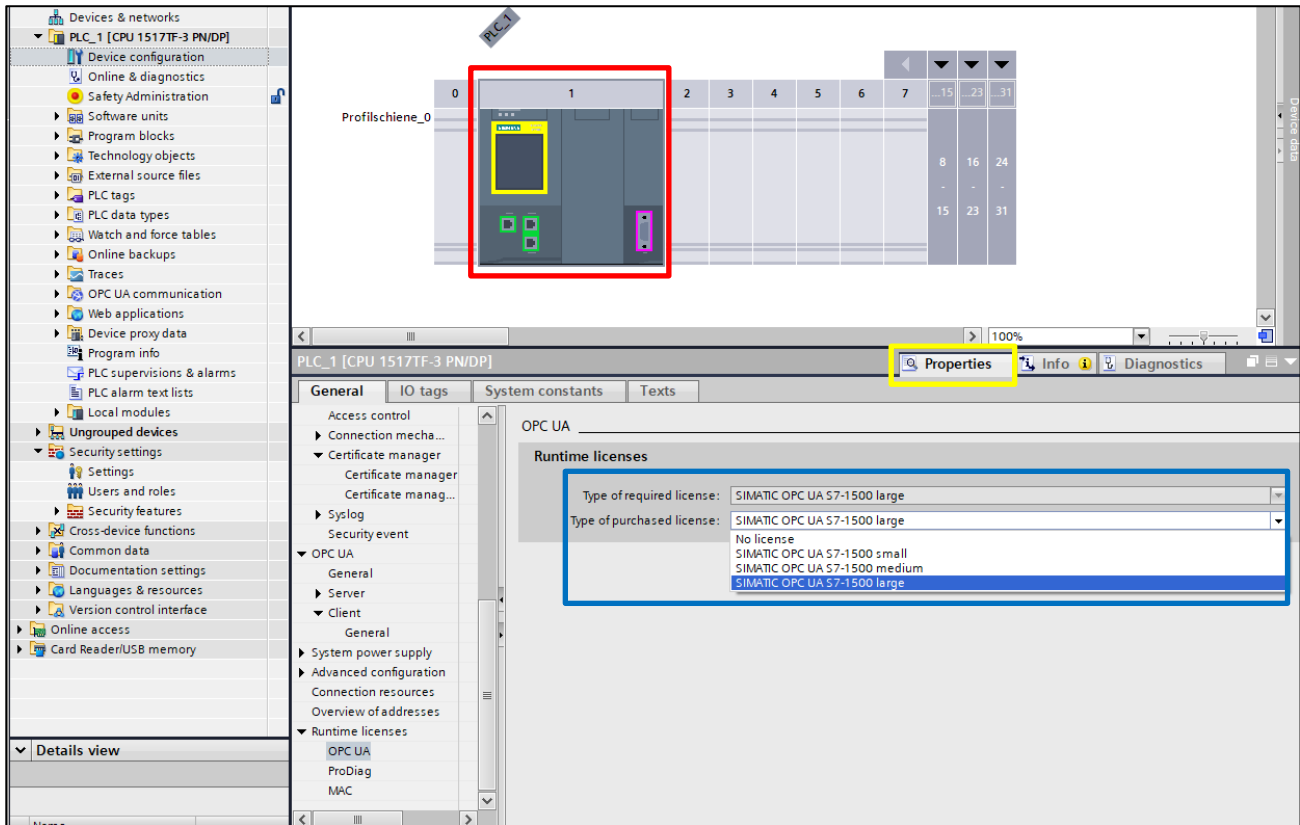 Devices & networks
PLC_1 [CPU 1517TF-3 PN/DP]
Device configuration
Online & diagnostics
Safety Administration
Software units
Program blocks
Technology objects
External source files
PLC tags
PLC data types
Watch and force tables
Online backups
Traces
OPC UA communication
Web applications
Device proxy data
Program info
PLC supervisions & alarms
PLC alarm text lists
Local modules
Ungrouped devices
Security settings
Settings
Users and roles
Security features
Cross-device functions
Common data
Documentation settings
Languages & resources
Version control interface
Online access
Card Reader/USB memory
Details view
Name
PLC_1
0 1 2 3 4 5 6 7 ...15 ...23 ...31
Profilschiene_0
SIEMENS
8 16 24
- - -
15 23 31
Device data
100%
PLC_1 [CPU 1517TF-3 PN/DP]
Properties Info Diagnostics
General IO tags System constants Texts
Access control
Connection mecha...
Certificate manager
Certificate manager
Certificate manag...
Syslog
Security event
OPC UA
General
Server
Client
General
System power supply
Advanced configuration
Connection resources
Overview of addresses
Runtime licenses
OPC UA
ProDiag
MAC
OPC UA
Runtime licenses
Type of required license: SIMATIC OPC UA S7-1500 large
Type of purchased license: SIMATIC OPC UA S7-1500 large
No license
SIMATIC OPC UA S7-1500 small
SIMATIC OPC UA S7-1500 medium
SIMATIC OPC UA S7-1500 large